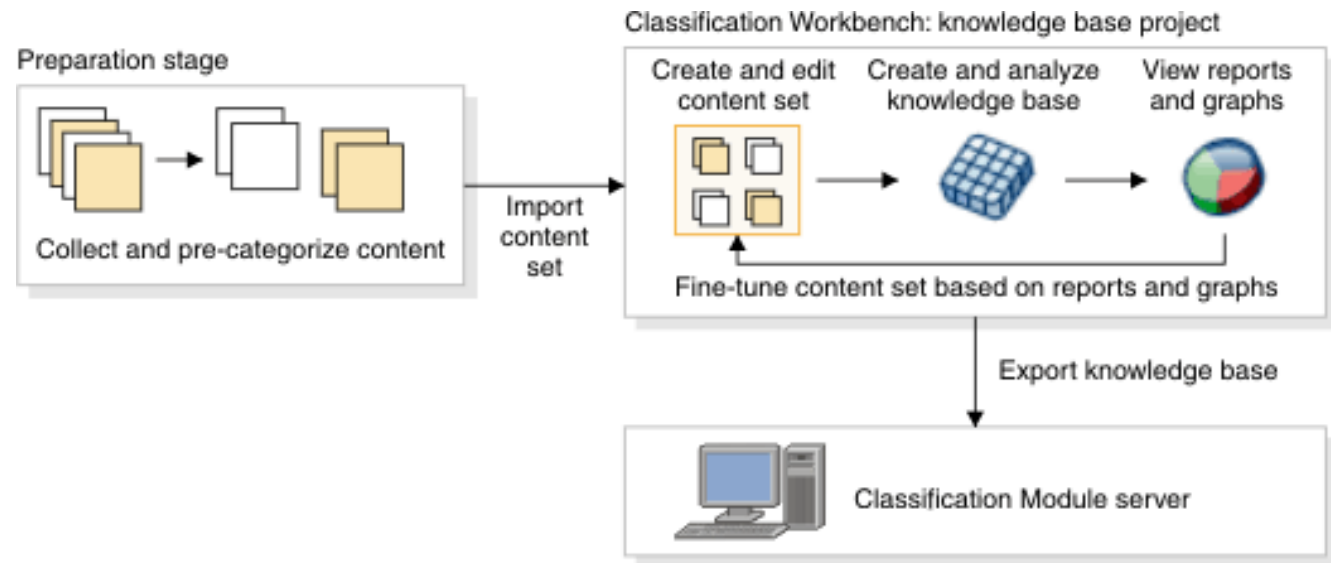 Classification Workbench: knowledge base project
Preparation stage
Create and edit
content set
Create and analyze
knowledge base
View reports
and graphs
Collect and pre-categorize content
Import
content
set
Fine-tune content set based on reports and graphs
Export knowledge base
Classification Module server